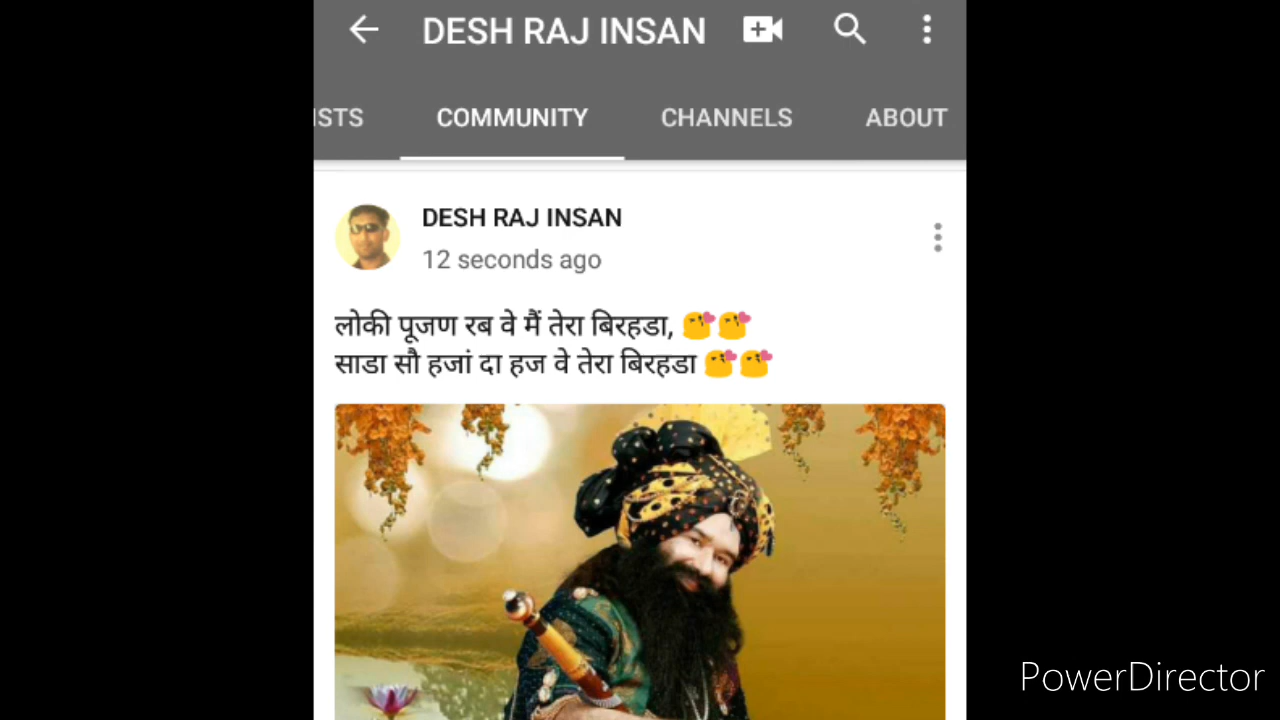 DESH RAJ INSAN
ISTS COMMUNITY CHANNELS ABOUT
DESH RAJ INSAN
12 seconds ago
लोकी पूजण रब वे मैं तेरा बिरहडा, 😘😘
साडा सौ हजां दा हज वे तेरा बिरहडा 😘😘
PowerDirector